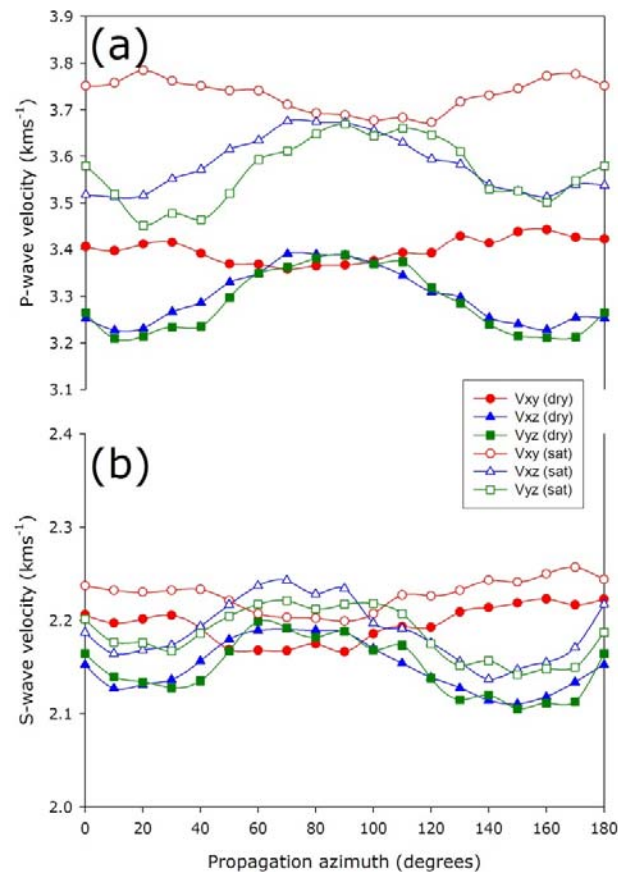 (a)
3.9
3.8
3.7
3.6
3.5
3.4
3.3
3.2
3.1
P-wave velocity (kms⁻¹)
Vxy (dry)
Vxz (dry)
Vyz (dry)
Vxy (sat)
Vxz (sat)
Vyz (sat)
(b)
2.4
2.3
2.2
2.1
2.0
S-wave velocity (kms⁻¹)
0 20 40 60 80 100 120 140 160 180
Propagation azimuth (degrees)